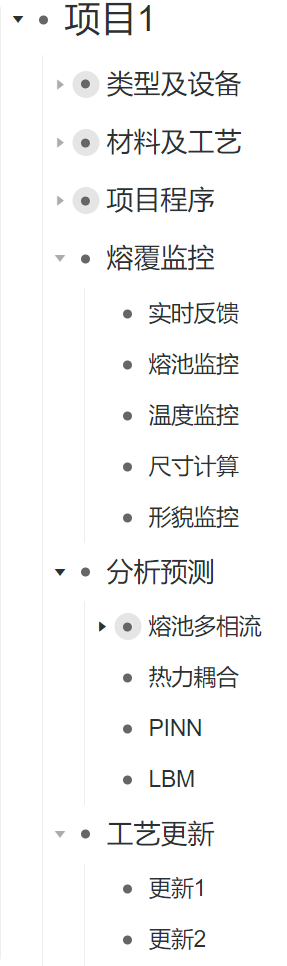 项目1
类型及设备
材料及工艺
项目程序
熔覆监控
实时反馈
熔池监控
温度监控
尺寸计算
形貌监控
分析预测
熔池多相流
热力耦合
PINN
LBM
工艺更新
更新1
更新2